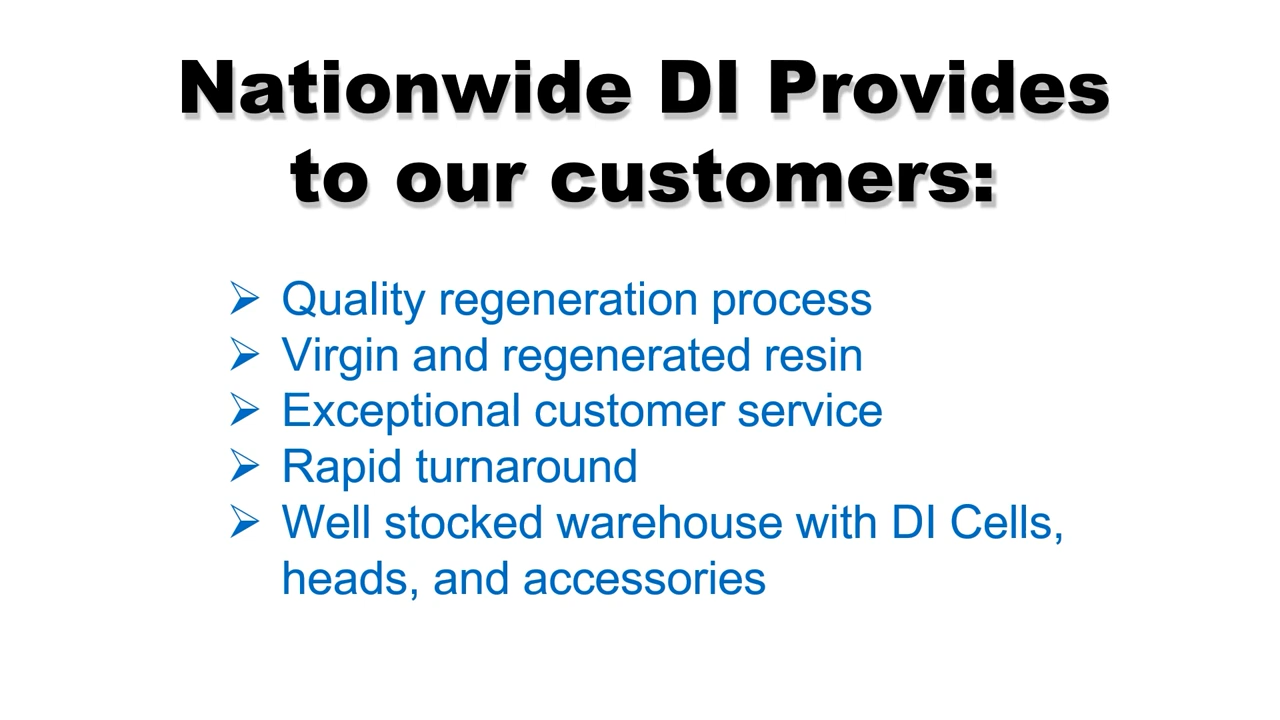 Nationwide DI Provides
to our customers:
➢ Quality regeneration process
➢ Virgin and regenerated resin
➢ Exceptional customer service
➢ Rapid turnaround
➢ Well stocked warehouse with DI Cells,
heads, and accessories